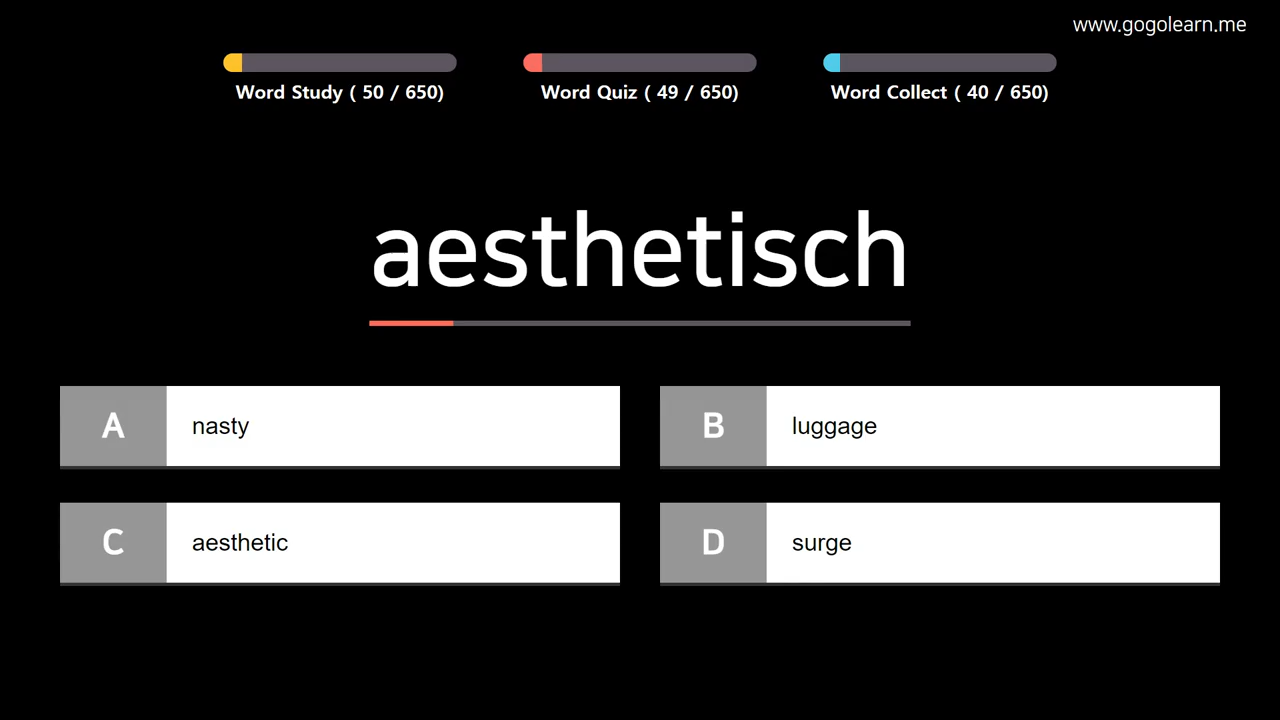 www.gogolearn.me
Word Study ( 50 / 650)
Word Quiz ( 49 / 650)
Word Collect ( 40 / 650)
aesthetisch
A nasty
B luggage
C aesthetic
D surge